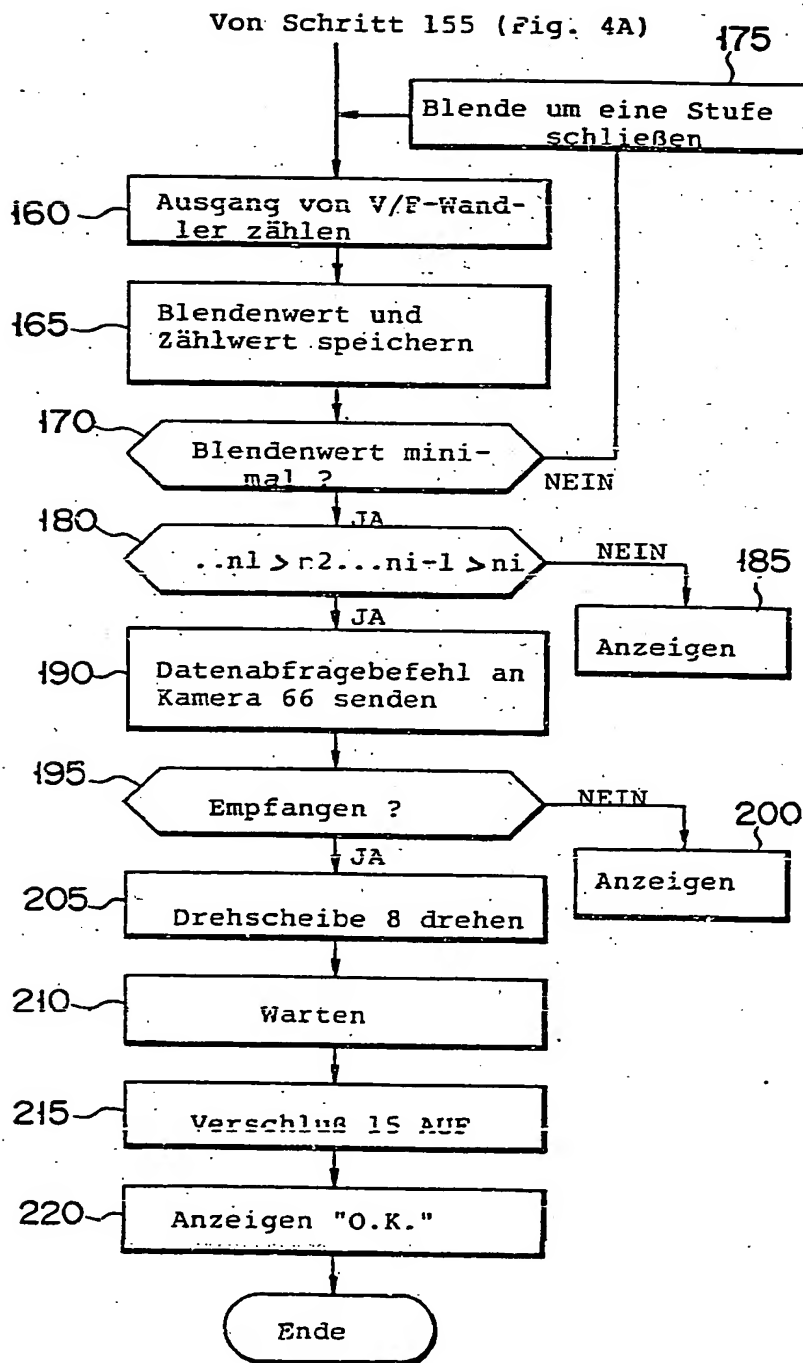 Von Schritt 155 (Fig. 4A)
175
Blende um eine Stufe
schließen
160
Ausgang von V/F-Wand-
ler zählen
165
Blendenwert und
Zählwert speichern
170
Blendenwert mini-
mal ?
NEIN
JA
180
..n1 > n2...ni-1 > ni
NEIN
185
Anzeigen
JA
190
Datenabfragebefehl an
Kamera 66 senden
195
Empfangen ?
NEIN
200
Anzeigen
JA
205
Drehscheibe 8 drehen
210
Warten
215
Verschluß 15 AUF
220
Anzeigen "O.K."
Ende